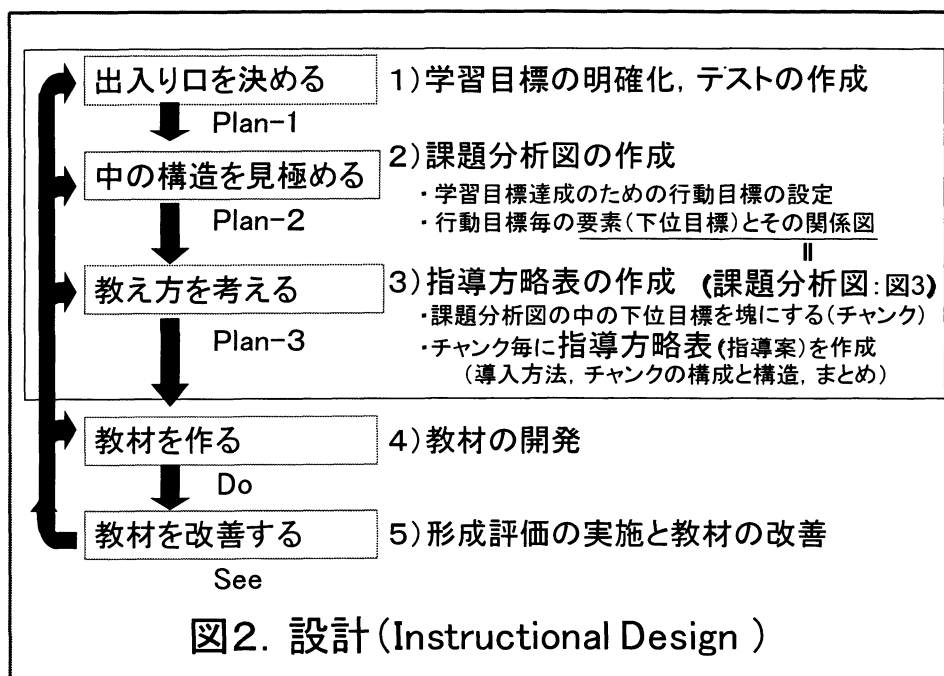 出入り口を決める
1)学習目標の明確化, テストの作成
Plan-1
中の構造を見極める
2)課題分析図の作成
・学習目標達成のための行動目標の設定
Plan-2
・行動目標毎の要素(下位目標)とその関係図
||
教え方を考える
3)指導方略表の作成 (課題分析図:図3)
・課題分析図の中の下位目標を塊にする(チャンク)
Plan-3
・チャンク毎に指導方略表(指導案)を作成
(導入方法, チャンクの構成と構造, まとめ)
教材を作る
4)教材の開発
Do
教材を改善する
5)形成評価の実施と教材の改善
See
図2. 設計(Instructional Design )